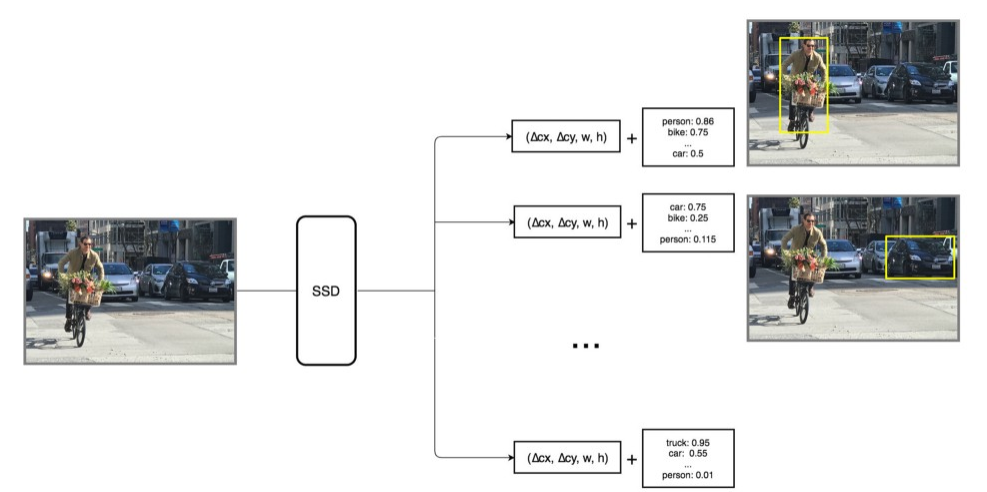 (Δcx, Δcy, w, h)
+
person: 0.86
bike: 0.75
...
car: 0.5
(Δcx, Δcy, w, h)
+
car: 0.75
bike: 0.25
...
person: 0.115
SSD
...
(Δcx, Δcy, w, h)
+
truck: 0.95
car: 0.55
...
person: 0.01